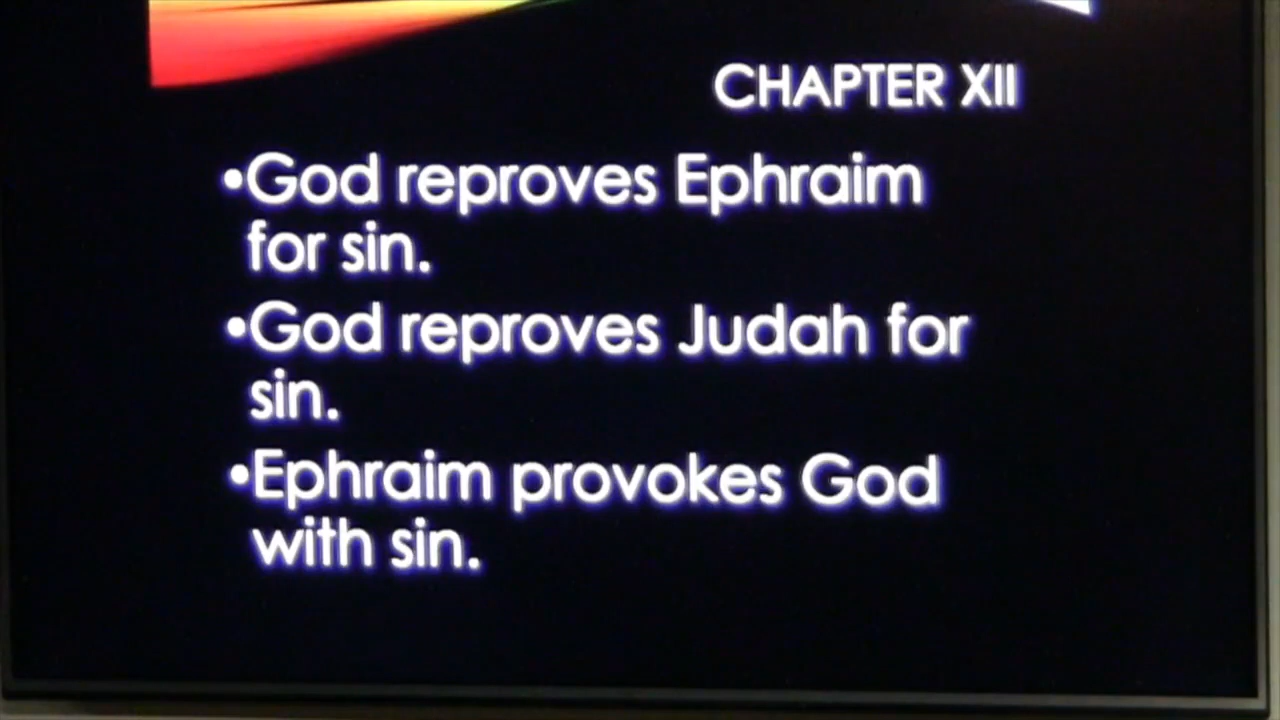 CHAPTER XII
•God reproves Ephraim
for sin.
•God reproves Judah for
sin.
•Ephraim provokes God
with sin.